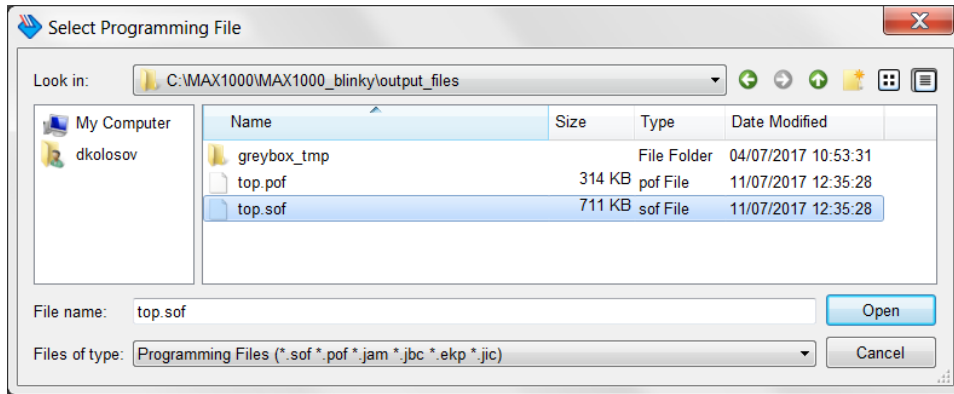 Select Programming File
Look in: C:\MAX1000\MAX1000_blinky\output_files
My Computer
dkolosov
Name Size Type Date Modified
greybox_tmp File Folder 04/07/2017 10:53:31
top.pof 314 KB pof File 11/07/2017 12:35:28
top.sof 711 KB sof File 11/07/2017 12:35:28
File name: top.sof Open
Files of type: Programming Files (*.sof *.pof *.jam *.jbc *.ekp *.jic) Cancel